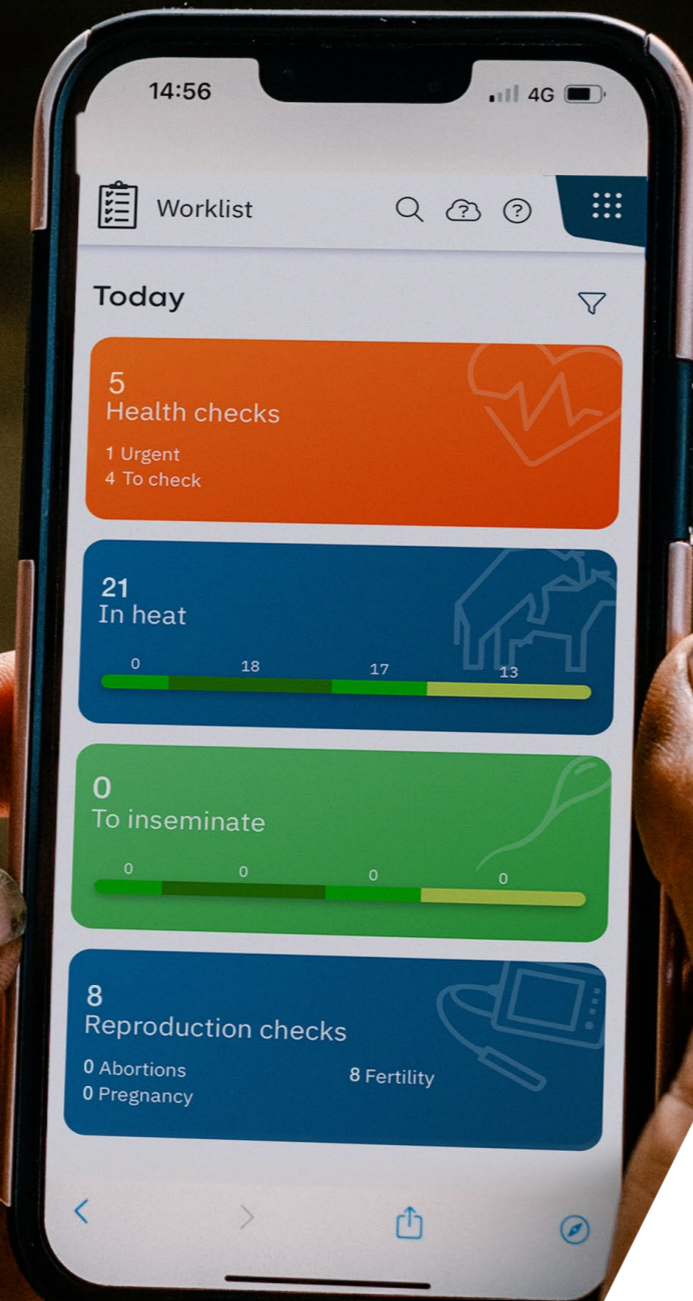 14:56 4G
Worklist ? ?
Today
5
Health checks
1 Urgent
4 To check
21
In heat
0 18 17 13
0
To inseminate
0 0 0 0
8
Reproduction checks
0 Abortions 8 Fertility
0 Pregnancy